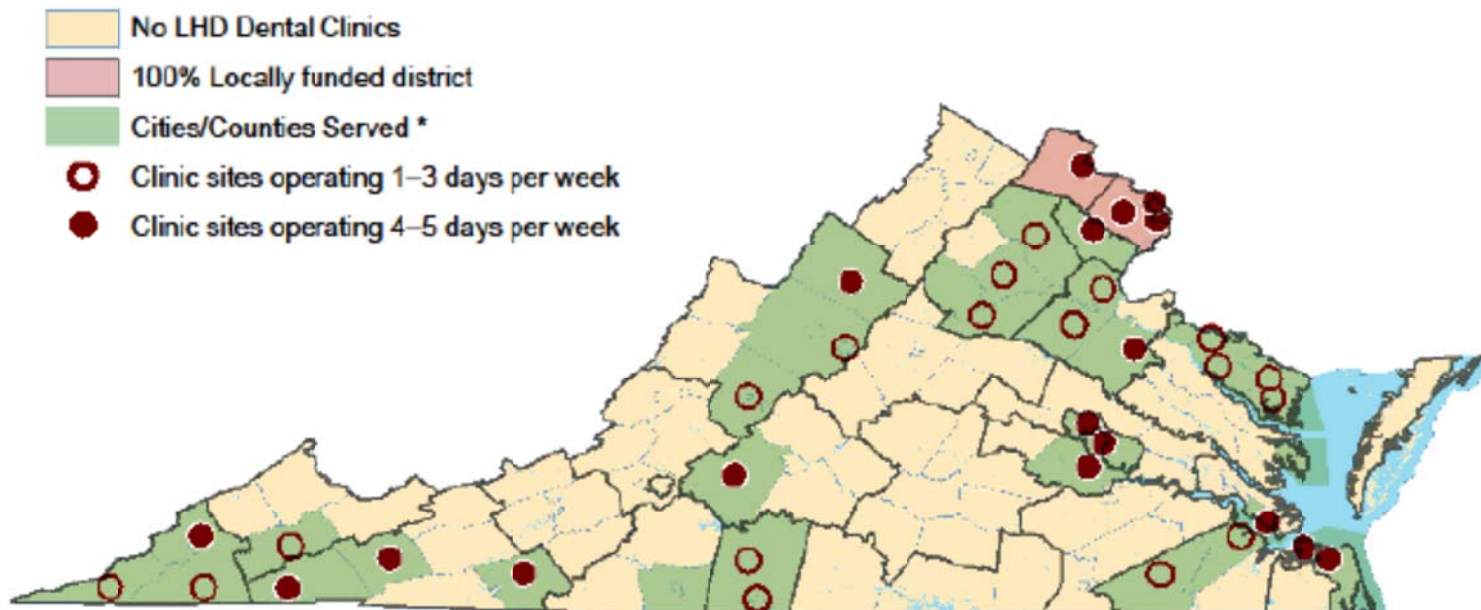 No LHD Dental Clinics
100% Locally funded district
Cities/Counties Served *
Clinic sites operating 1–3 days per week
Clinic sites operating 4–5 days per week